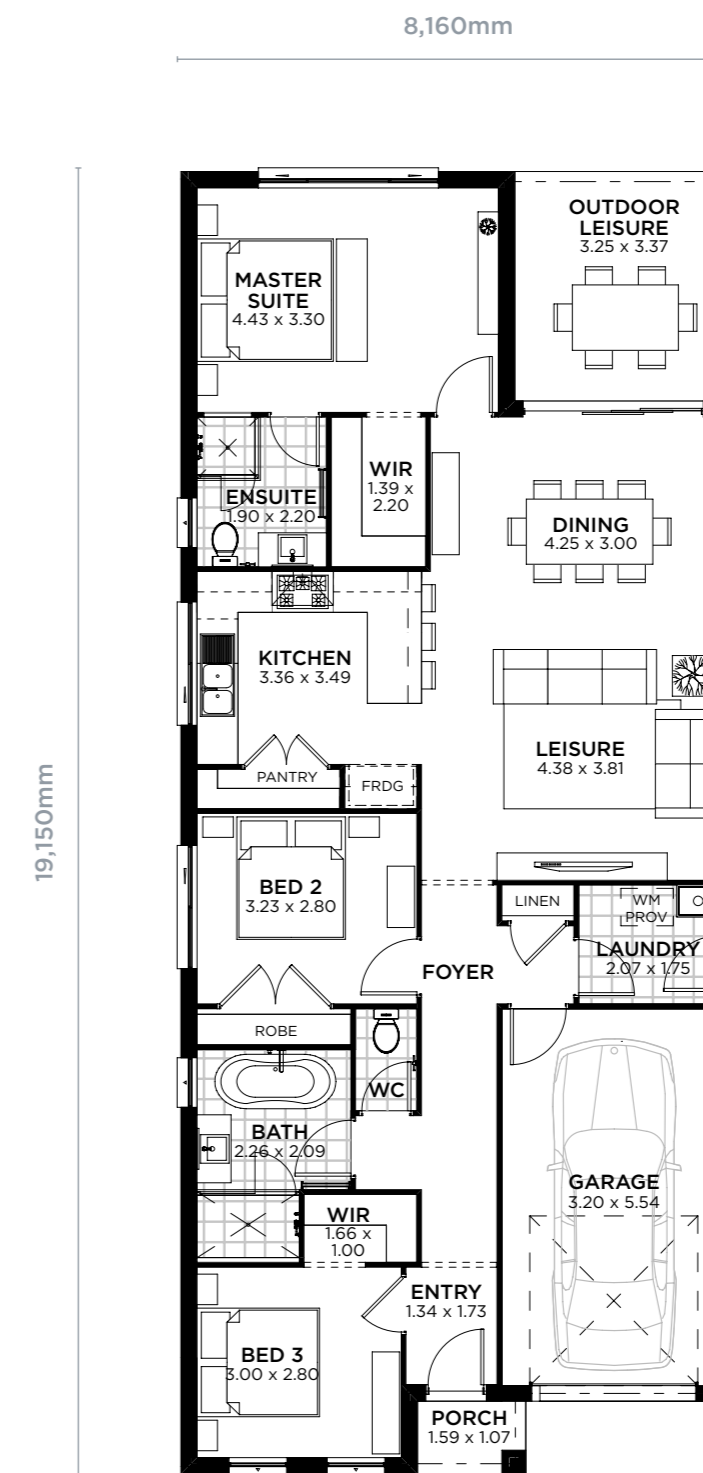 8,160mm
19,150mm
OUTDOOR
LEISURE
3.25 x 3.37
MASTER
SUITE
4.43 x 3.30
WIR
1.39 x
2.20
ENSUITE
1.90 x 2.20
DINING
4.25 x 3.00
KITCHEN
3.36 x 3.49
LEISURE
4.38 x 3.81
PANTRY
FRDG
BED 2
3.23 x 2.80
LINEN
WM
PROV
LAUNDRY
2.07 x 1.75
FOYER
ROBE
WC
BATH
2.26 x 2.09
GARAGE
3.20 x 5.54
WIR
1.66 x
1.00
ENTRY
1.34 x 1.73
BED 3
3.00 x 2.80
PORCH
1.59 x 1.07